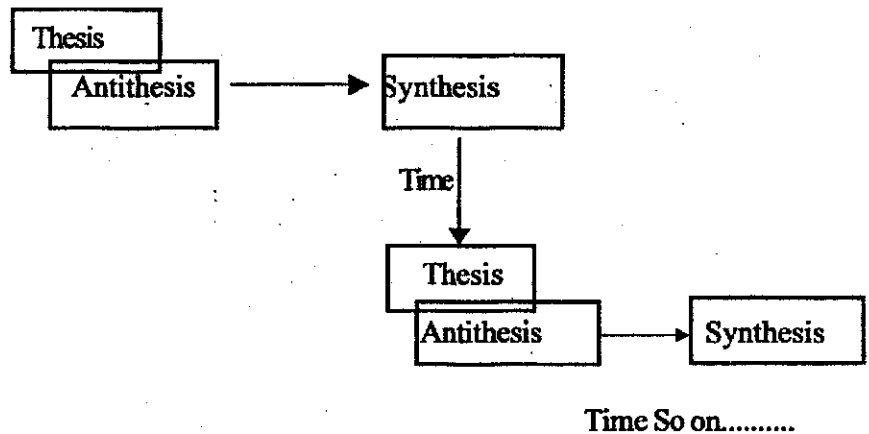 Thesis
Antithesis
Synthesis
Time
Thesis
Antithesis
Synthesis
Time So on..........